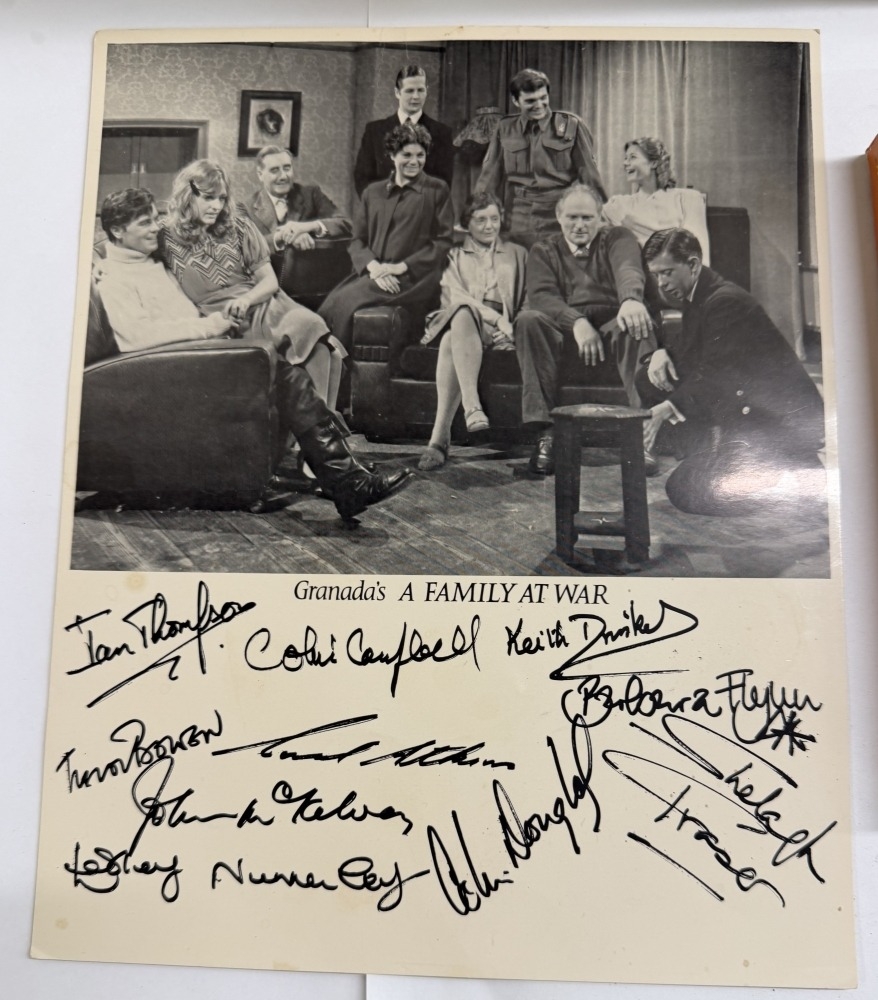 Granada's A FAMILY AT WAR
Ian Thompson
Colin Campbell
Keith Drinkel
Barbara Flynn
Trevor BOWEN
John McKelvey
Colin Douglas
Shelagh Fraser
Lesley Nunnerley